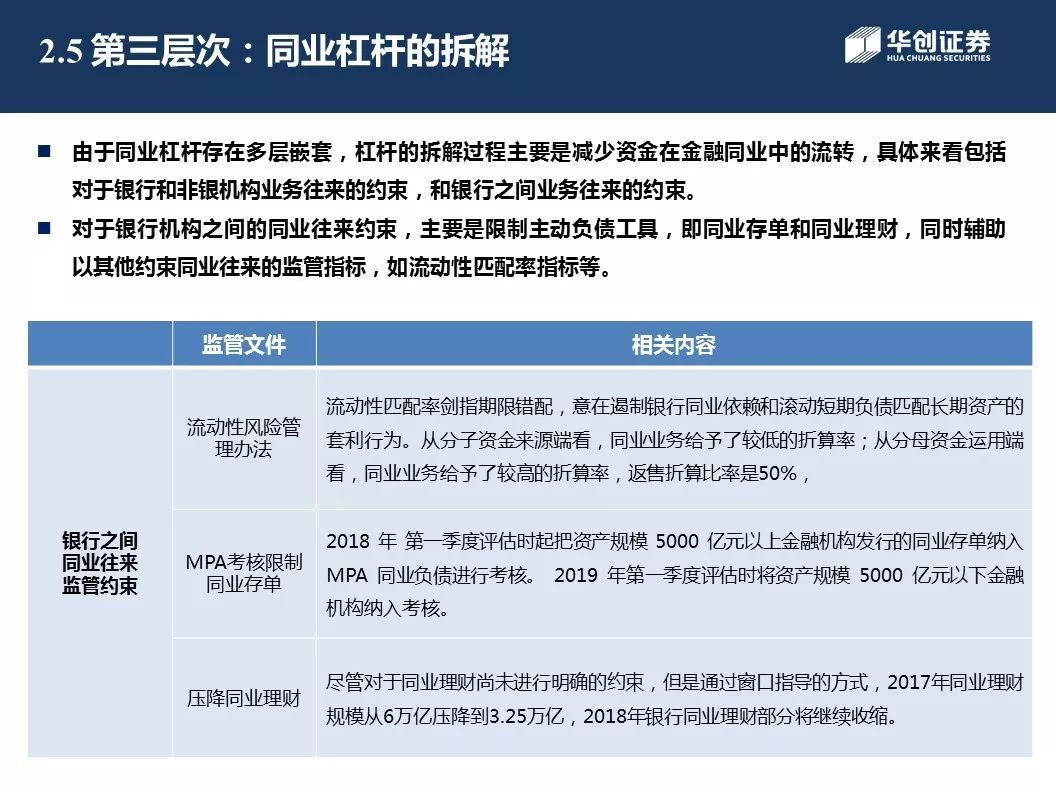 2.5 第三层次：同业杠杆的拆解
华创证券
HUA CHUANG SECURITIES
■ 由于同业杠杆存在多层嵌套，杠杆的拆解过程主要是减少资金在金融同业中的流转，具体来看包括
对于银行和非银机构业务往来的约束，和银行之间业务往来的约束。
■ 对于银行机构之间的同业往来约束，主要是限制主动负债工具，即同业存单和同业理财，同时辅助
以其他约束同业往来的监管指标，如流动性匹配率指标等。
监管文件
相关内容
银行之间
同业往来
监管约束
流动性风险管
理办法
流动性匹配率剑指期限错配，意在遏制银行同业依赖和滚动短期负债匹配长期资产的
套利行为。从分子资金来源端看，同业业务给予了较低的折算率；从分母资金运用端
看，同业业务给予了较高的折算率，返售折算比率是50%，
MPA考核限制
同业存单
2018 年 第一季度评估时起把资产规模 5000 亿元以上金融机构发行的同业存单纳入
MPA 同业负债进行考核。 2019 年第一季度评估时将资产规模 5000 亿元以下金融
机构纳入考核。
压降同业理财
尽管对于同业理财尚未进行明确的约束，但是通过窗口指导的方式，2017年同业理财
规模从6万亿压降到3.25万亿，2018年银行同业理财部分将继续收缩。